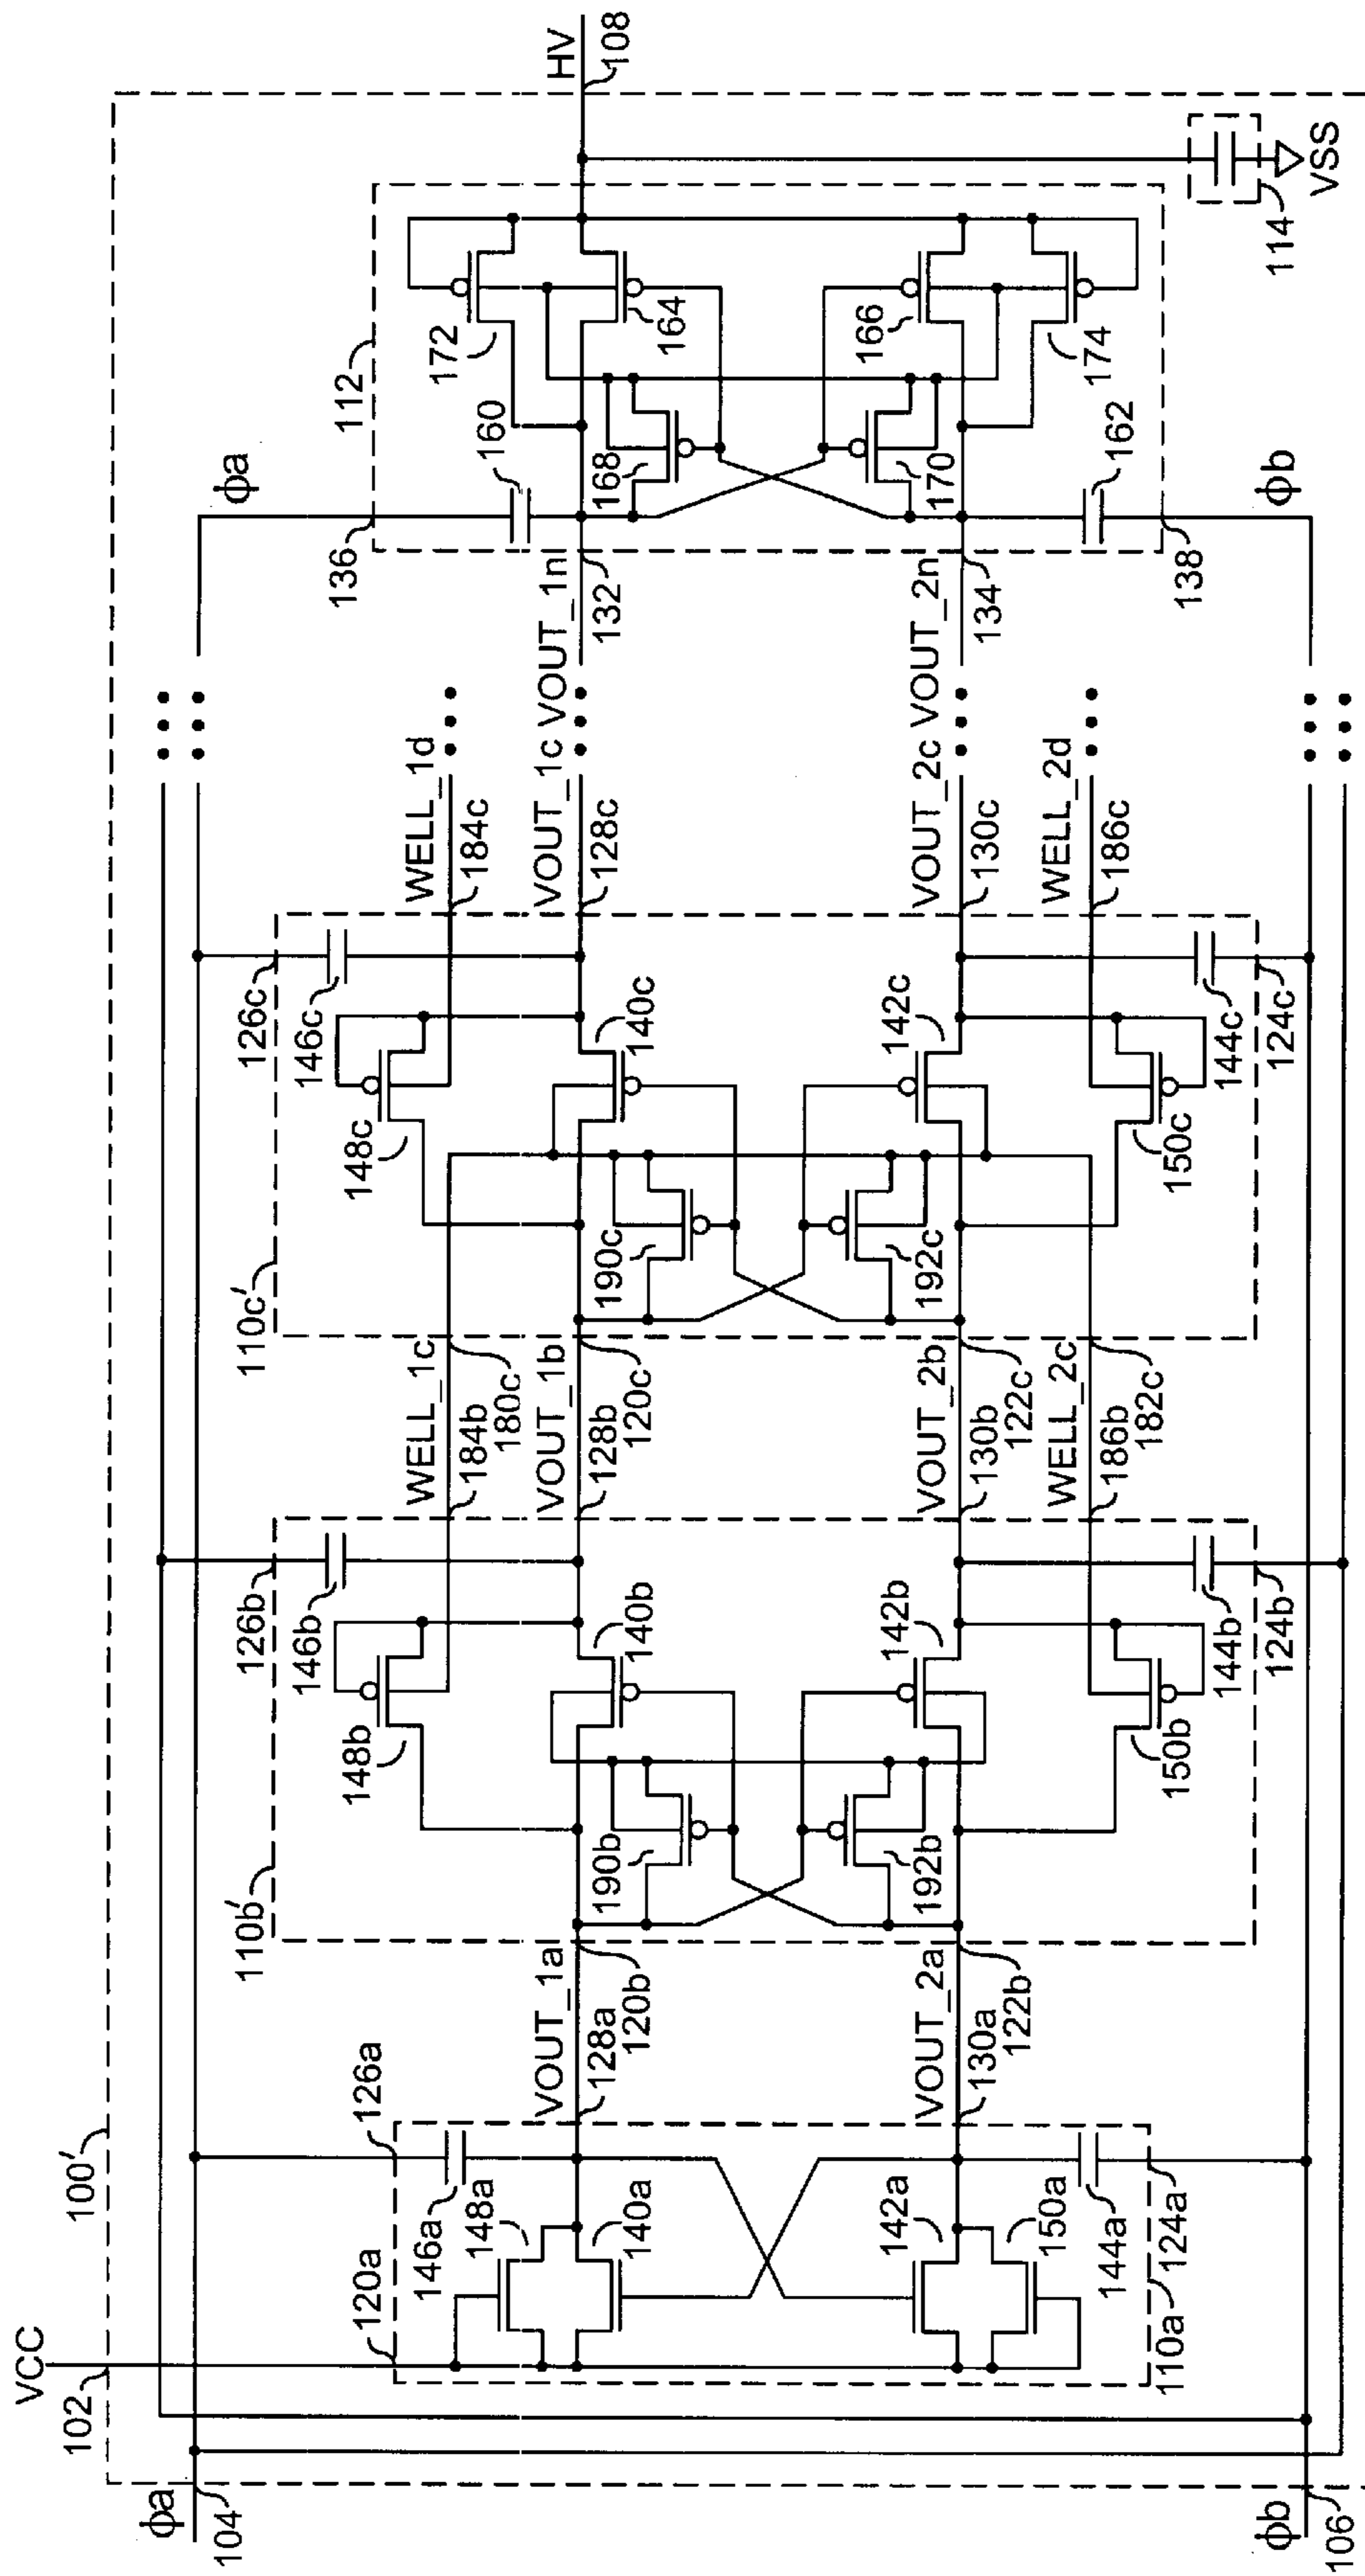 VCC
102
100′
ϕa
104
ϕb
106
120a
126a
146a
148a
140a
142a
150a
144a
124a
110a
VOUT_1a
128a
120b
VOUT_2a
130a
122b
110b′
126b
146b
148b
140b
190b
192b
142b
150b
144b
124b
WELL_1c
184b
180c
VOUT_1b
128b
120c
VOUT_2b
130b
122c
WELL_2c
186b
182c
110c′
126c
146c
148c
140c
190c
192c
142c
150c
144c
124c
WELL_1d
184c
VOUT_1c
128c
VOUT_2c
130c
WELL_2d
186c
VOUT_1n
132
VOUT_2n
134
ϕa
136
112
160
172
164
168
170
166
174
162
138
ϕb
HV
108
114
VSS